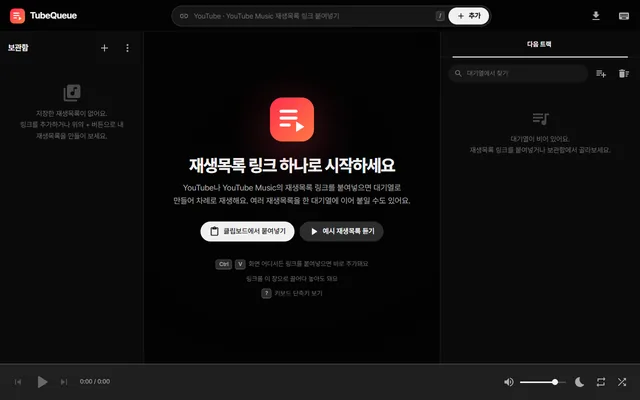 TubeQueue
YouTube · YouTube Music 재생목록 링크 붙여넣기
/
추가
보관함
저장한 재생목록이 없어요.
링크를 추가하거나 위의 + 버튼으로 내
재생목록을 만들어 보세요.
재생목록 링크 하나로 시작하세요
YouTube나 YouTube Music의 재생목록 링크를 붙여넣으면 대기열로
만들어 차례로 재생해요. 여러 재생목록을 한 대기열에 이어 붙일 수도 있어요.
클립보드에서 붙여넣기
예시 재생목록 듣기
Ctrl V 화면 어디서든 링크를 붙여넣으면 바로 추가돼요
링크를 이 창으로 끌어다 놓아도 돼요
? 키보드 단축키 보기
다음 트랙
대기열에서 찾기
대기열이 비어 있어요.
재생목록 링크를 붙여넣거나 보관함에서 골라보세요.
0:00 / 0:00